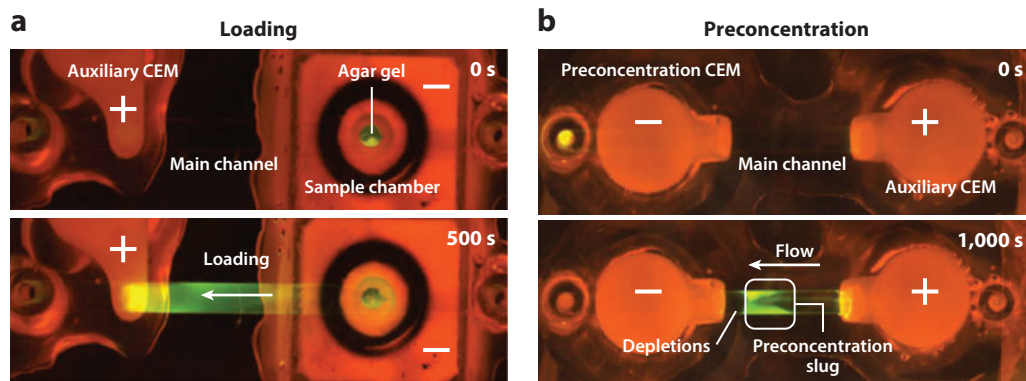 a
Loading
Auxiliary CEM
Agar gel
0 s
+
−
Main channel
Sample chamber
500 s
+
Loading
−
b
Preconcentration
Preconcentration CEM
0 s
−
+
Main channel
Auxiliary CEM
1,000 s
Flow
−
+
Depletions
Preconcentration
slug